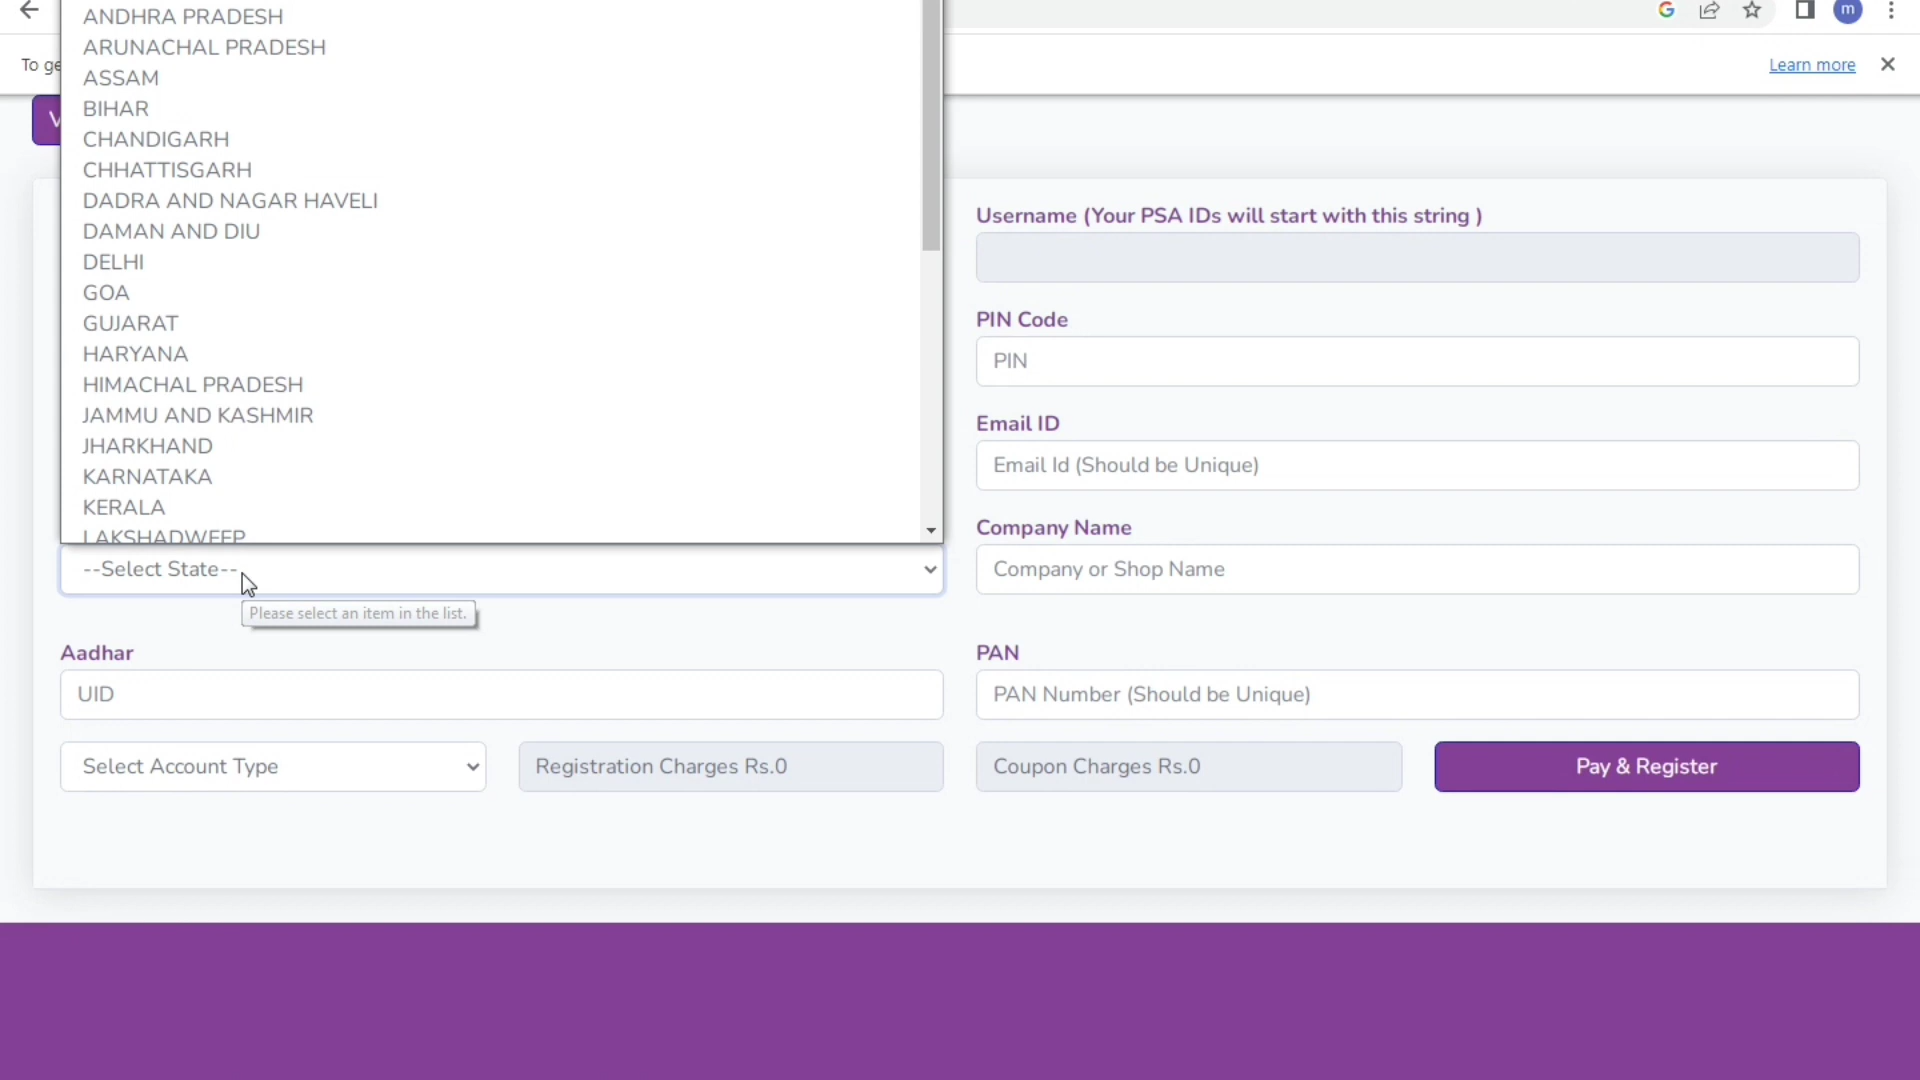 ANDHRA PRADESH
ARUNACHAL PRADESH
ASSAM
BIHAR
CHANDIGARH
CHHATTISGARH
DADRA AND NAGAR HAVELI
DAMAN AND DIU
DELHI
GOA
GUJARAT
HARYANA
HIMACHAL PRADESH
JAMMU AND KASHMIR
JHARKHAND
KARNATAKA
KERALA
LAKSHADWEEP
--Select State--
Please select an item in the list.
To ge
Learn more
m
V
Username (Your PSA IDs will start with this string )
PIN Code
PIN
Email ID
Email Id (Should be Unique)
Company Name
Company or Shop Name
Aadhar
UID
PAN
PAN Number (Should be Unique)
Select Account Type
Registration Charges Rs.0
Coupon Charges Rs.0
Pay & Register